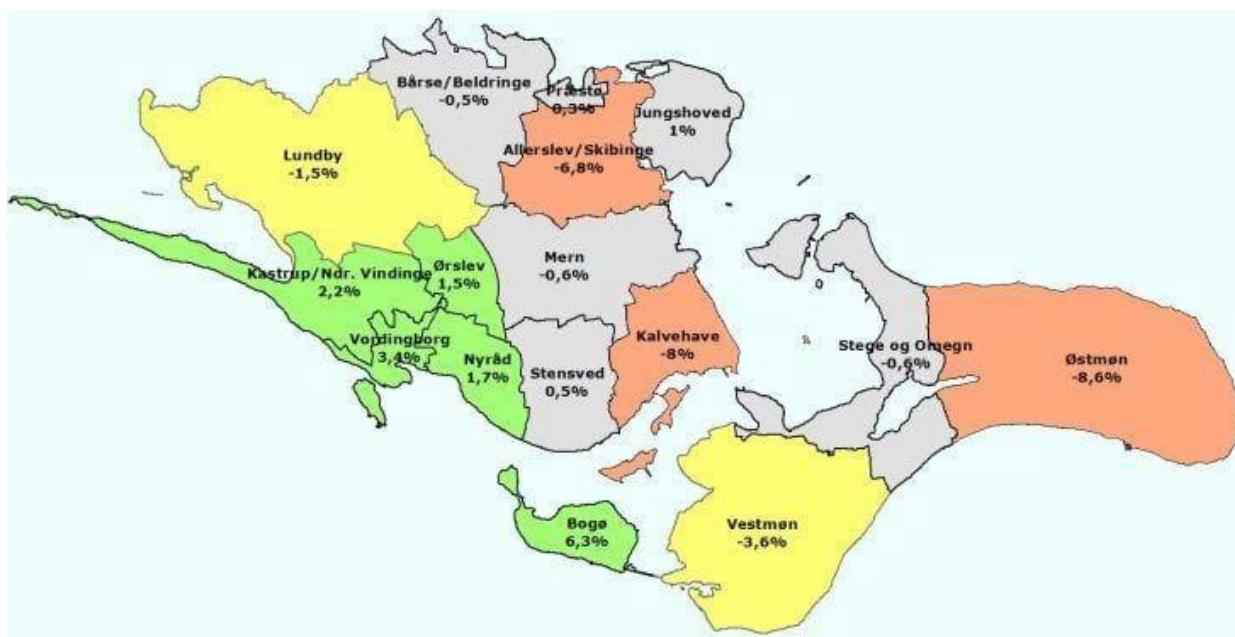 Bårse/Beldringe
-0,5%
Præstø
0,3%
Jungshoved
1%
Allerslev/Skibinge
-6,8%
Lundby
-1,5%
Mern
-0,6%
Kastrup/Ndr. Vindinge
2,2%
Ørslev
1,5%
Vordingborg
3,4%
Nyråd
1,7%
Stensved
0,5%
Kalvehave
-8%
Stege og Omegn
-0,6%
Østmøn
-8,6%
Bogø
6,3%
Vestmøn
-3,6%